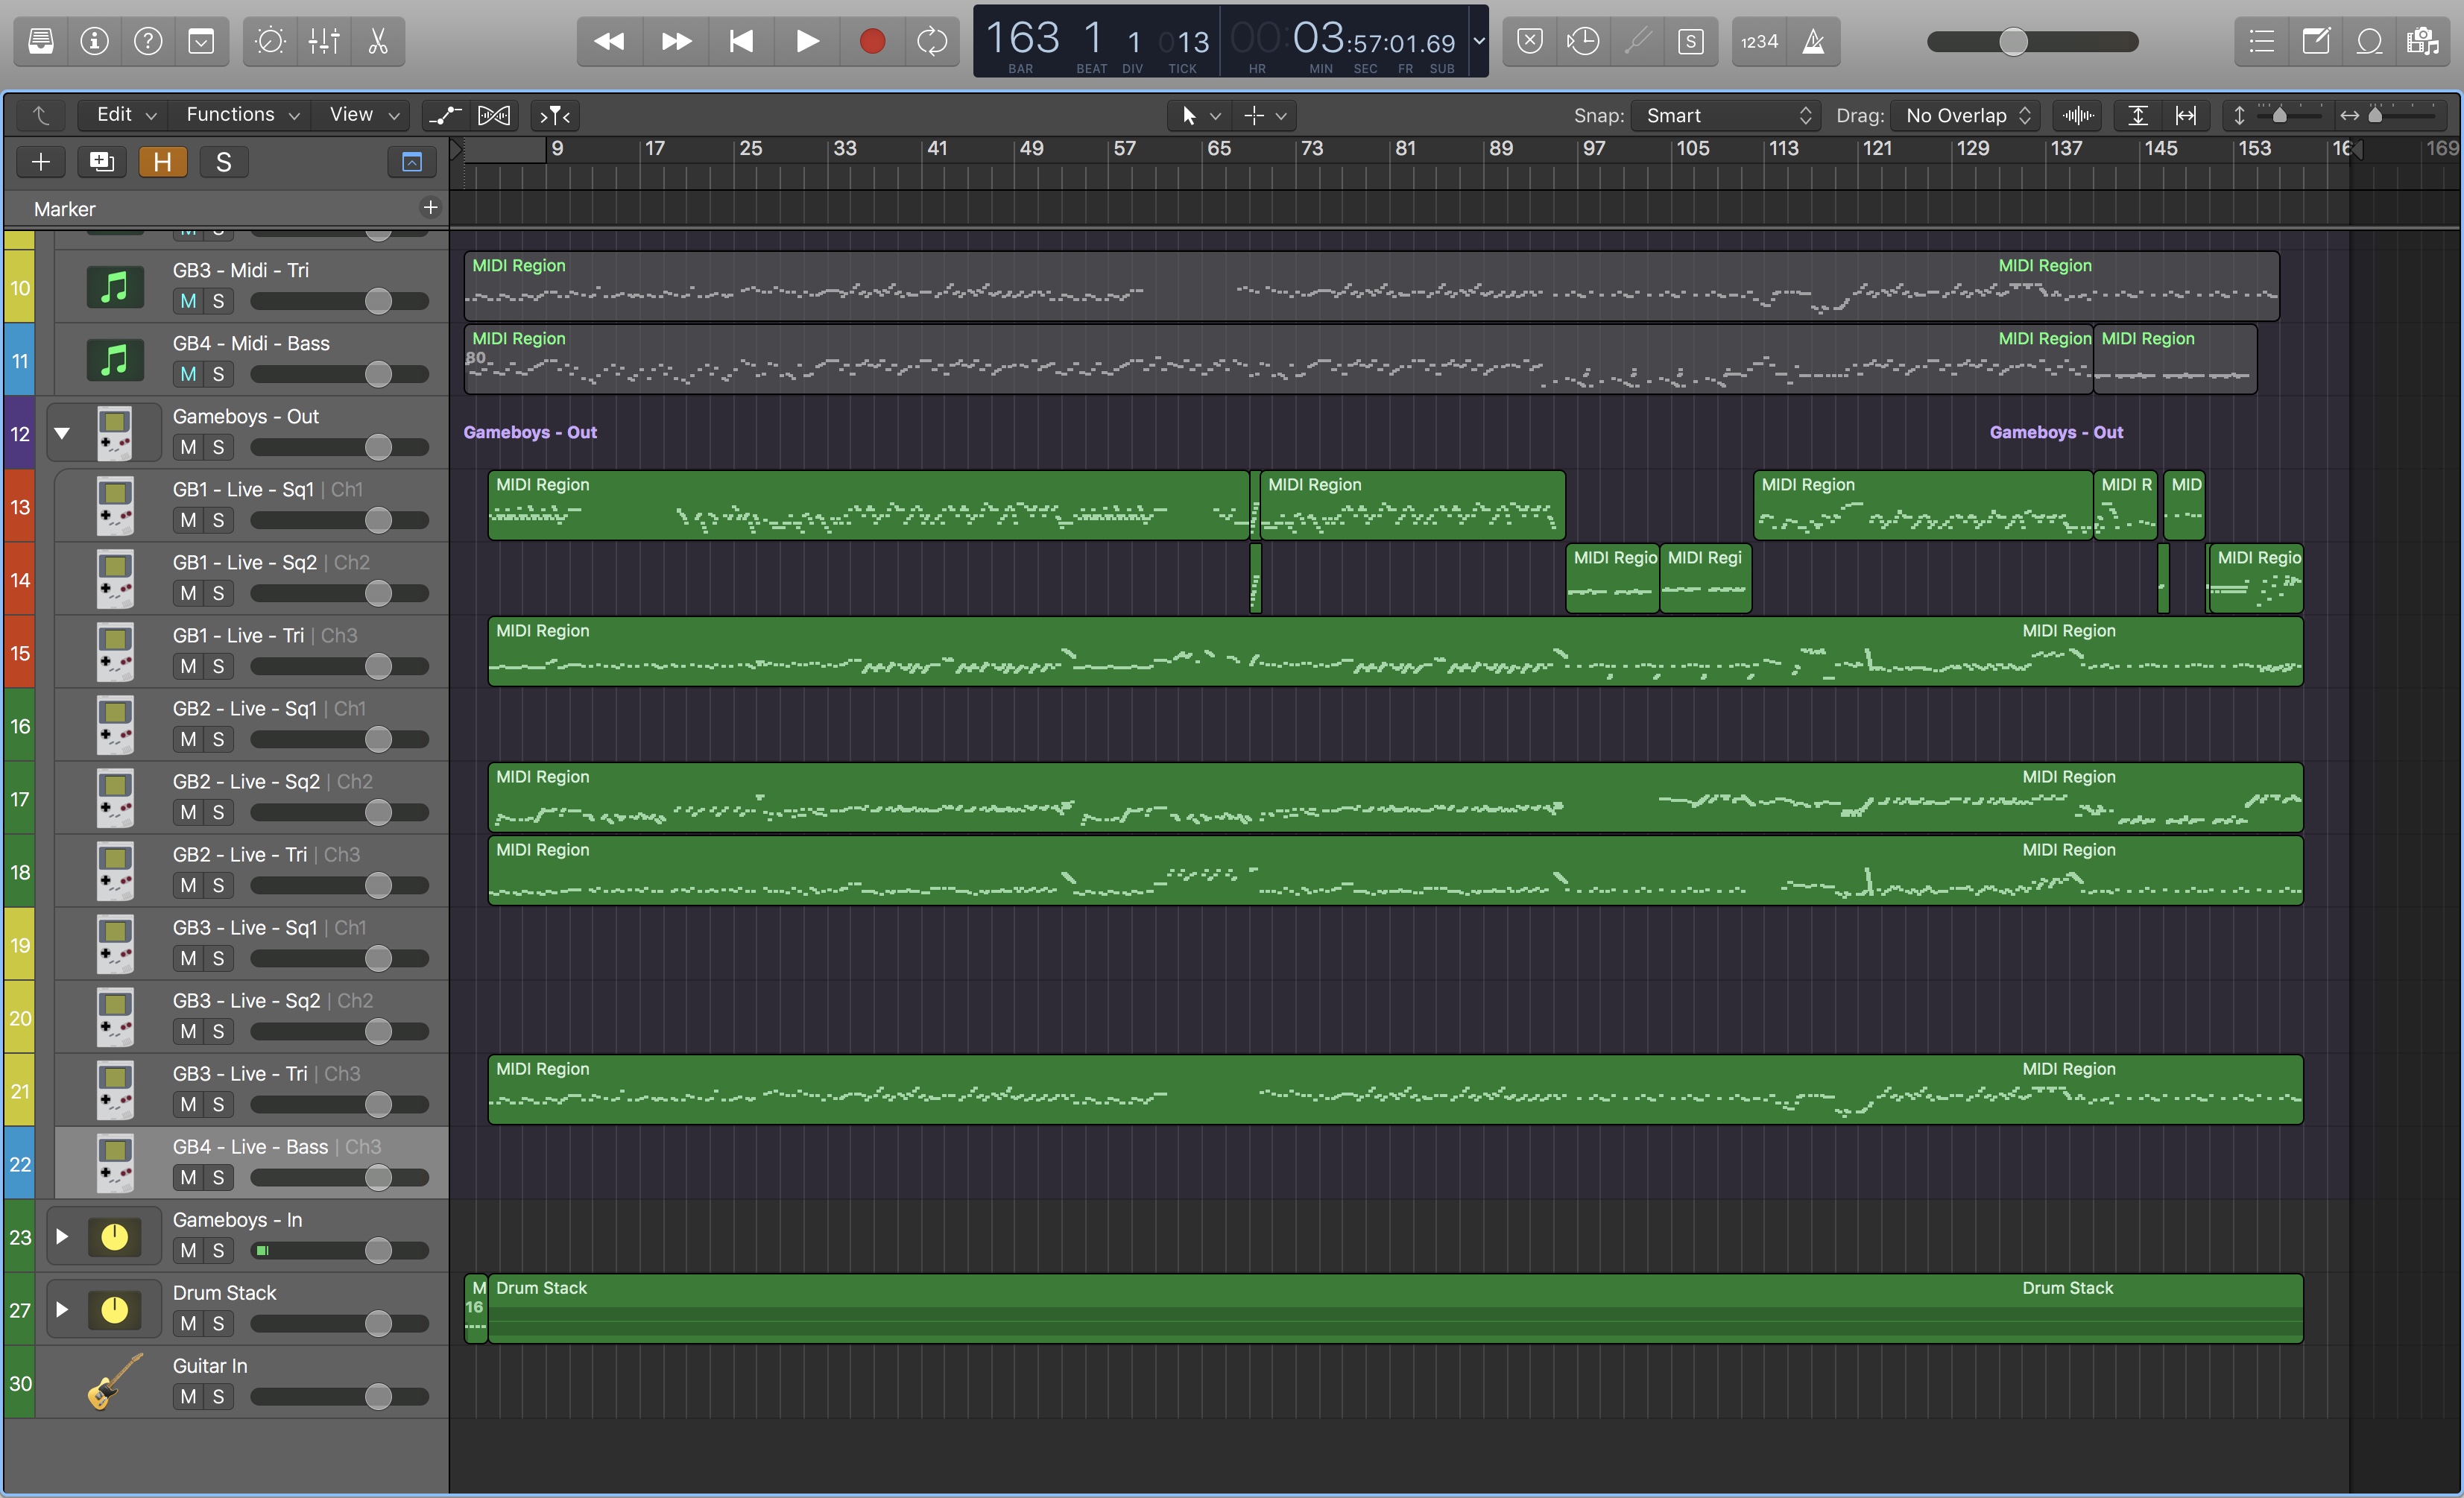 163 1 1 013 00:03:57:01.69
BAR BEAT DIV TICK HR MIN SEC FR SUB
S
1234
Edit Functions View Snap: Smart Drag: No Overlap
H S
9 17 25 33 41 49 57 65 73 81 89 97 105 113 121 129 137 145 153 16 169
Marker
M S
10 GB3 - Midi - Tri
M S
MIDI Region MIDI Region
11 GB4 - Midi - Bass
M S
MIDI Region MIDI Region MIDI Region
80
12 Gameboys - Out
M S
Gameboys - Out Gameboys - Out
13 GB1 - Live - Sq1 | Ch1
M S
MIDI Region MIDI Region MIDI Region MIDI R MID
14 GB1 - Live - Sq2 | Ch2
M S
MIDI Regio MIDI Regi MIDI Regio
15 GB1 - Live - Tri | Ch3
M S
MIDI Region MIDI Region
16 GB2 - Live - Sq1 | Ch1
M S
17 GB2 - Live - Sq2 | Ch2
M S
MIDI Region MIDI Region
18 GB2 - Live - Tri | Ch3
M S
MIDI Region MIDI Region
19 GB3 - Live - Sq1 | Ch1
M S
20 GB3 - Live - Sq2 | Ch2
M S
21 GB3 - Live - Tri | Ch3
M S
MIDI Region MIDI Region
22 GB4 - Live - Bass | Ch3
M S
23 Gameboys - In
M S
27 Drum Stack
M S
M Drum Stack Drum Stack
16
30 Guitar In
M S